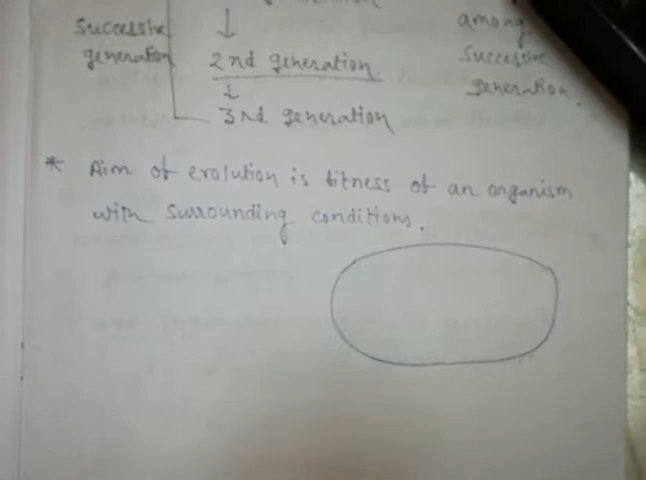 Successive
generation
2nd generation
3rd generation
among
Successive
generation.
* Aim of evolution is fitness of an organism
with surrounding conditions.